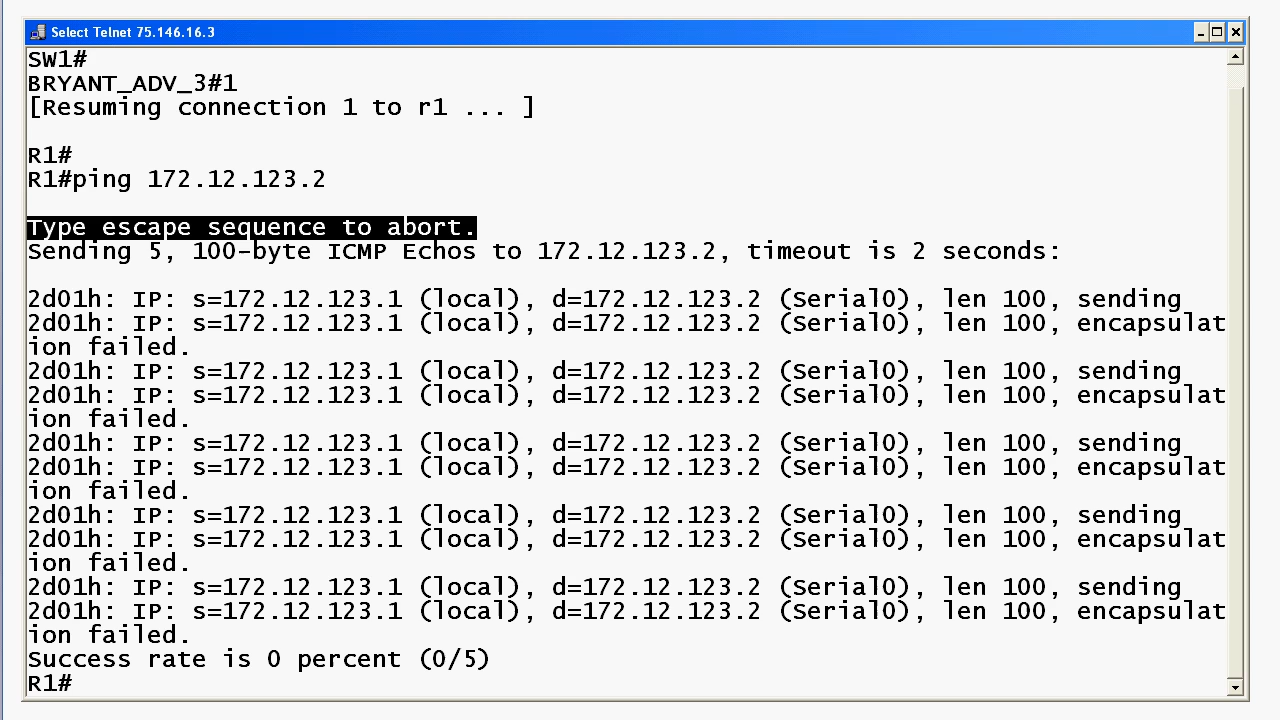 Select Telnet 75.146.16.3
SW1#
BRYANT_ADV_3#1
[Resuming connection 1 to r1 ... ]
R1#
R1#ping 172.12.123.2
Type escape sequence to abort.
Sending 5, 100-byte ICMP Echos to 172.12.123.2, timeout is 2 seconds:
2d01h: IP: s=172.12.123.1 (local), d=172.12.123.2 (Serial0), len 100, sending
2d01h: IP: s=172.12.123.1 (local), d=172.12.123.2 (Serial0), len 100, encapsulat
ion failed.
2d01h: IP: s=172.12.123.1 (local), d=172.12.123.2 (Serial0), len 100, sending
2d01h: IP: s=172.12.123.1 (local), d=172.12.123.2 (Serial0), len 100, encapsulat
ion failed.
2d01h: IP: s=172.12.123.1 (local), d=172.12.123.2 (Serial0), len 100, sending
2d01h: IP: s=172.12.123.1 (local), d=172.12.123.2 (Serial0), len 100, encapsulat
ion failed.
2d01h: IP: s=172.12.123.1 (local), d=172.12.123.2 (Serial0), len 100, sending
2d01h: IP: s=172.12.123.1 (local), d=172.12.123.2 (Serial0), len 100, encapsulat
ion failed.
2d01h: IP: s=172.12.123.1 (local), d=172.12.123.2 (Serial0), len 100, sending
2d01h: IP: s=172.12.123.1 (local), d=172.12.123.2 (Serial0), len 100, encapsulat
ion failed.
Success rate is 0 percent (0/5)
R1#